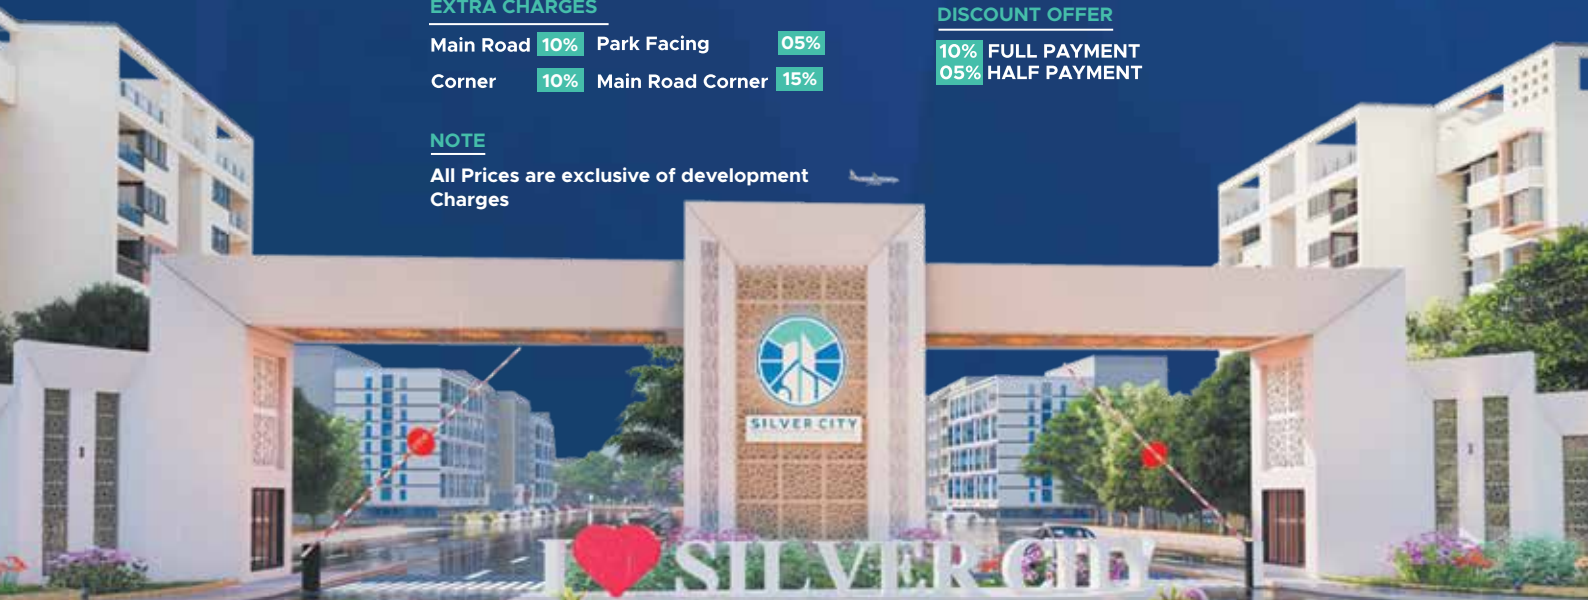 EXTRA CHARGES
Main Road 10% Park Facing 05%
Corner 10% Main Road Corner 15%
NOTE
All Prices are exclusive of development
Charges
DISCOUNT OFFER
10% FULL PAYMENT
05% HALF PAYMENT
SILVER CITY
I ❤ SILVER CITY